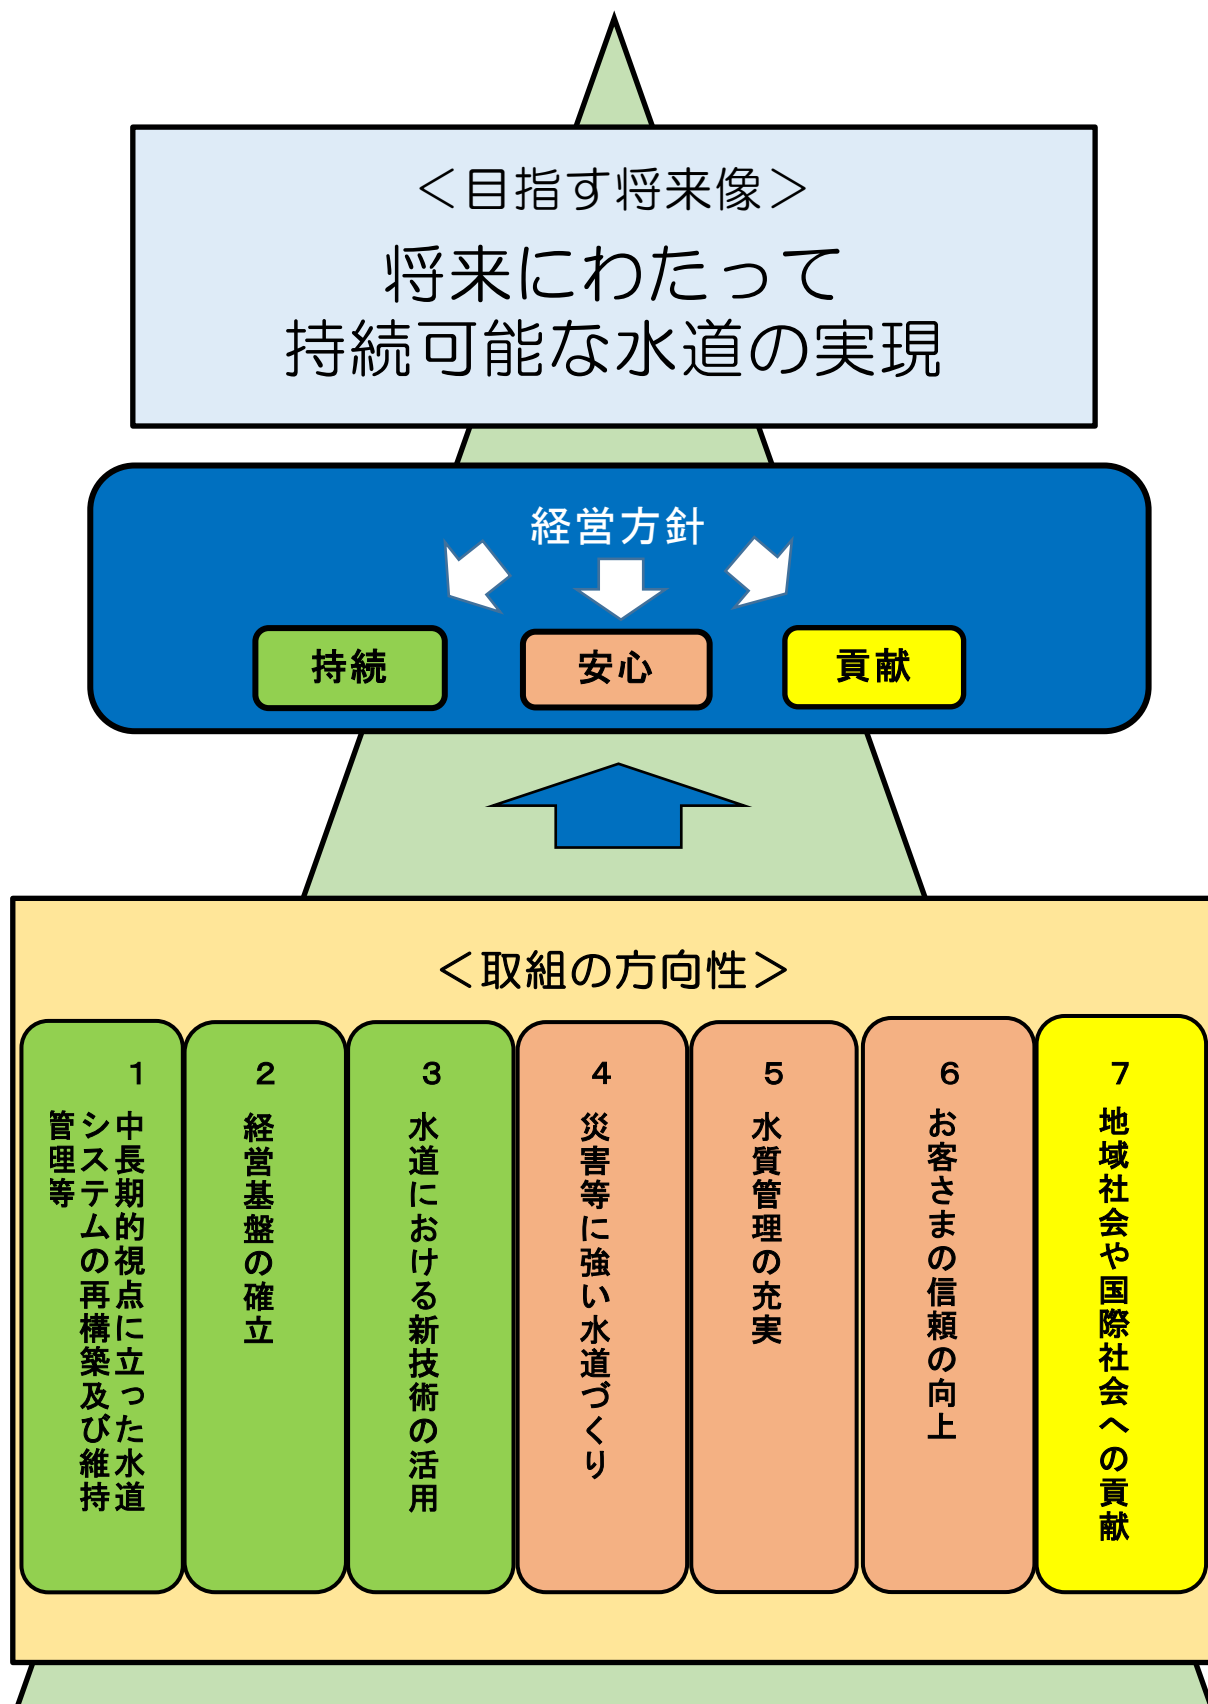 ＜目指す将来像＞
将来にわたって
持続可能な水道の実現
経営方針
持続
安心
貢献
＜取組の方向性＞
1
中長期的視点に立った水道
システムの再構築及び維持
管理等
2
経営基盤の確立
3
水道における新技術の活用
4
災害等に強い水道づくり
5
水質管理の充実
6
お客さまの信頼の向上
7
地域社会や国際社会への貢献